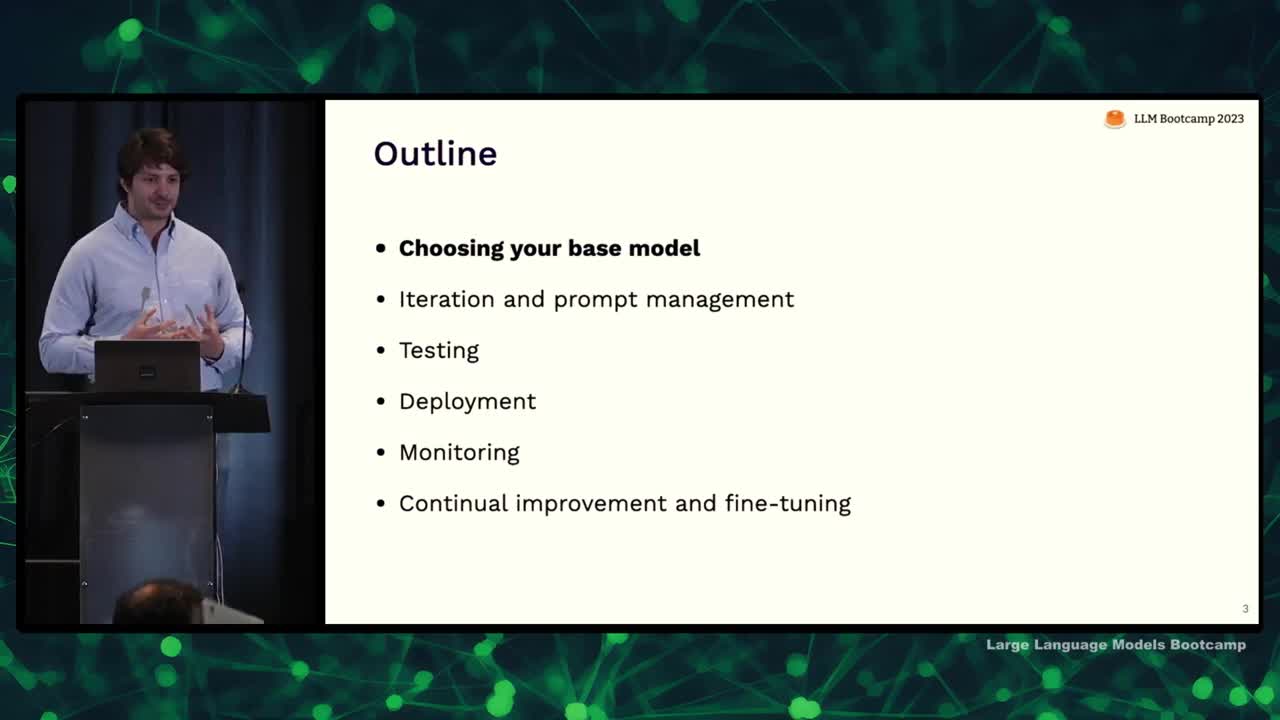 LLM Bootcamp 2023
Outline
• Choosing your base model
• Iteration and prompt management
• Testing
• Deployment
• Monitoring
• Continual improvement and fine-tuning
3
Large Language Models Bootcamp